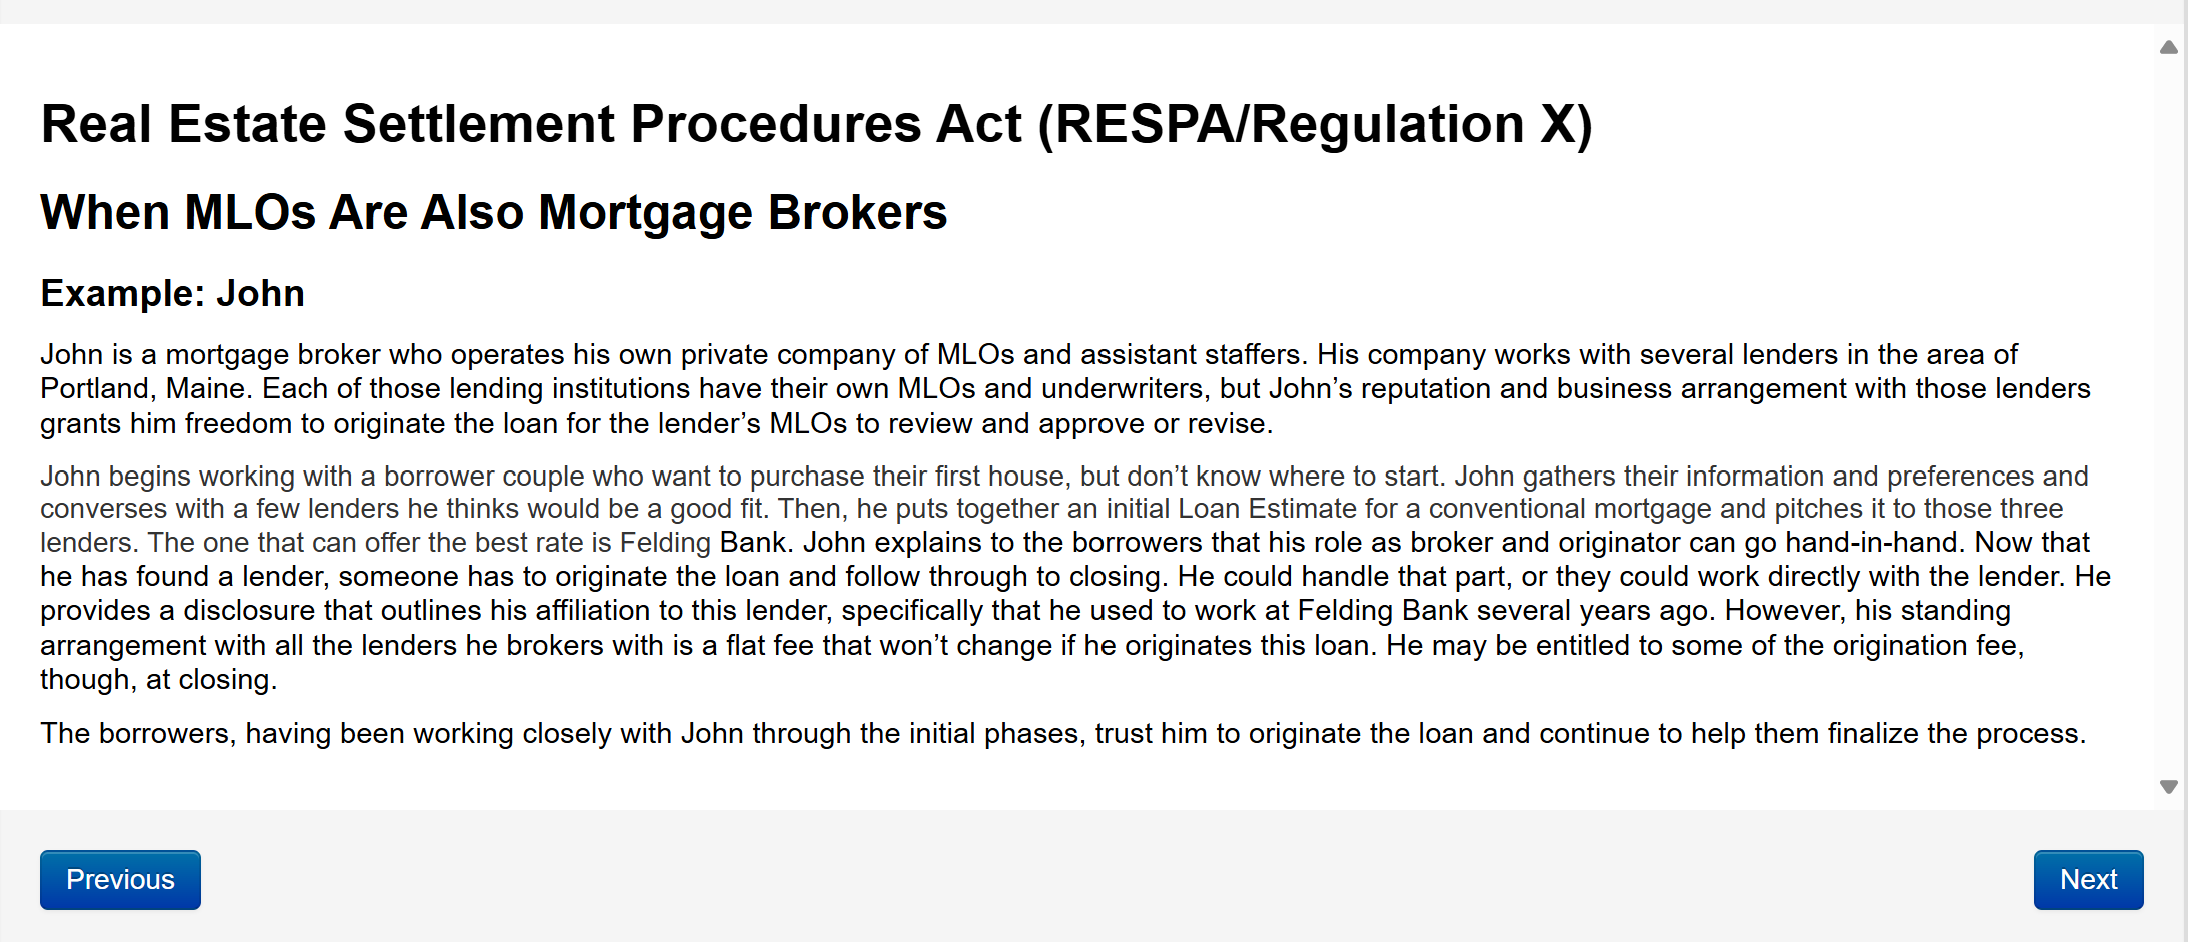 Real Estate Settlement Procedures Act (RESPA/Regulation X)
When MLOs Are Also Mortgage Brokers
Example: John
John is a mortgage broker who operates his own private company of MLOs and assistant staffers. His company works with several lenders in the area of
Portland, Maine. Each of those lending institutions have their own MLOs and underwriters, but John’s reputation and business arrangement with those lenders
grants him freedom to originate the loan for the lender’s MLOs to review and approve or revise.
John begins working with a borrower couple who want to purchase their first house, but don’t know where to start. John gathers their information and preferences and
converses with a few lenders he thinks would be a good fit. Then, he puts together an initial Loan Estimate for a conventional mortgage and pitches it to those three
lenders. The one that can offer the best rate is Felding Bank. John explains to the borrowers that his role as broker and originator can go hand-in-hand. Now that
he has found a lender, someone has to originate the loan and follow through to closing. He could handle that part, or they could work directly with the lender. He
provides a disclosure that outlines his affiliation to this lender, specifically that he used to work at Felding Bank several years ago. However, his standing
arrangement with all the lenders he brokers with is a flat fee that won’t change if he originates this loan. He may be entitled to some of the origination fee,
though, at closing.
The borrowers, having been working closely with John through the initial phases, trust him to originate the loan and continue to help them finalize the process.
Previous
Next